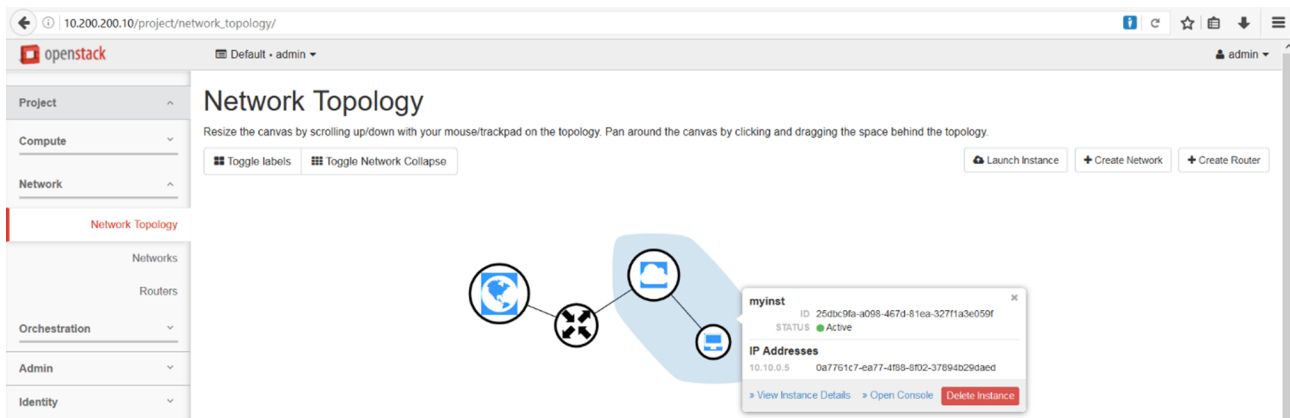 10.200.200.10/project/network_topology/
openstack
Default • admin
admin
Project
Compute
Network
Network Topology
Networks
Routers
Orchestration
Admin
Identity
Network Topology
Resize the canvas by scrolling up/down with your mouse/trackpad on the topology. Pan around the canvas by clicking and dragging the space behind the topology.
Toggle labels Toggle Network Collapse
Launch Instance + Create Network + Create Router
myinst
ID 25dbc9fa-a098-467d-81ea-327f1a3e059f
STATUS Active
IP Addresses
10.10.0.5 0a7761c7-ea77-4f88-8f02-37894b29daed
» View Instance Details » Open Console Delete Instance